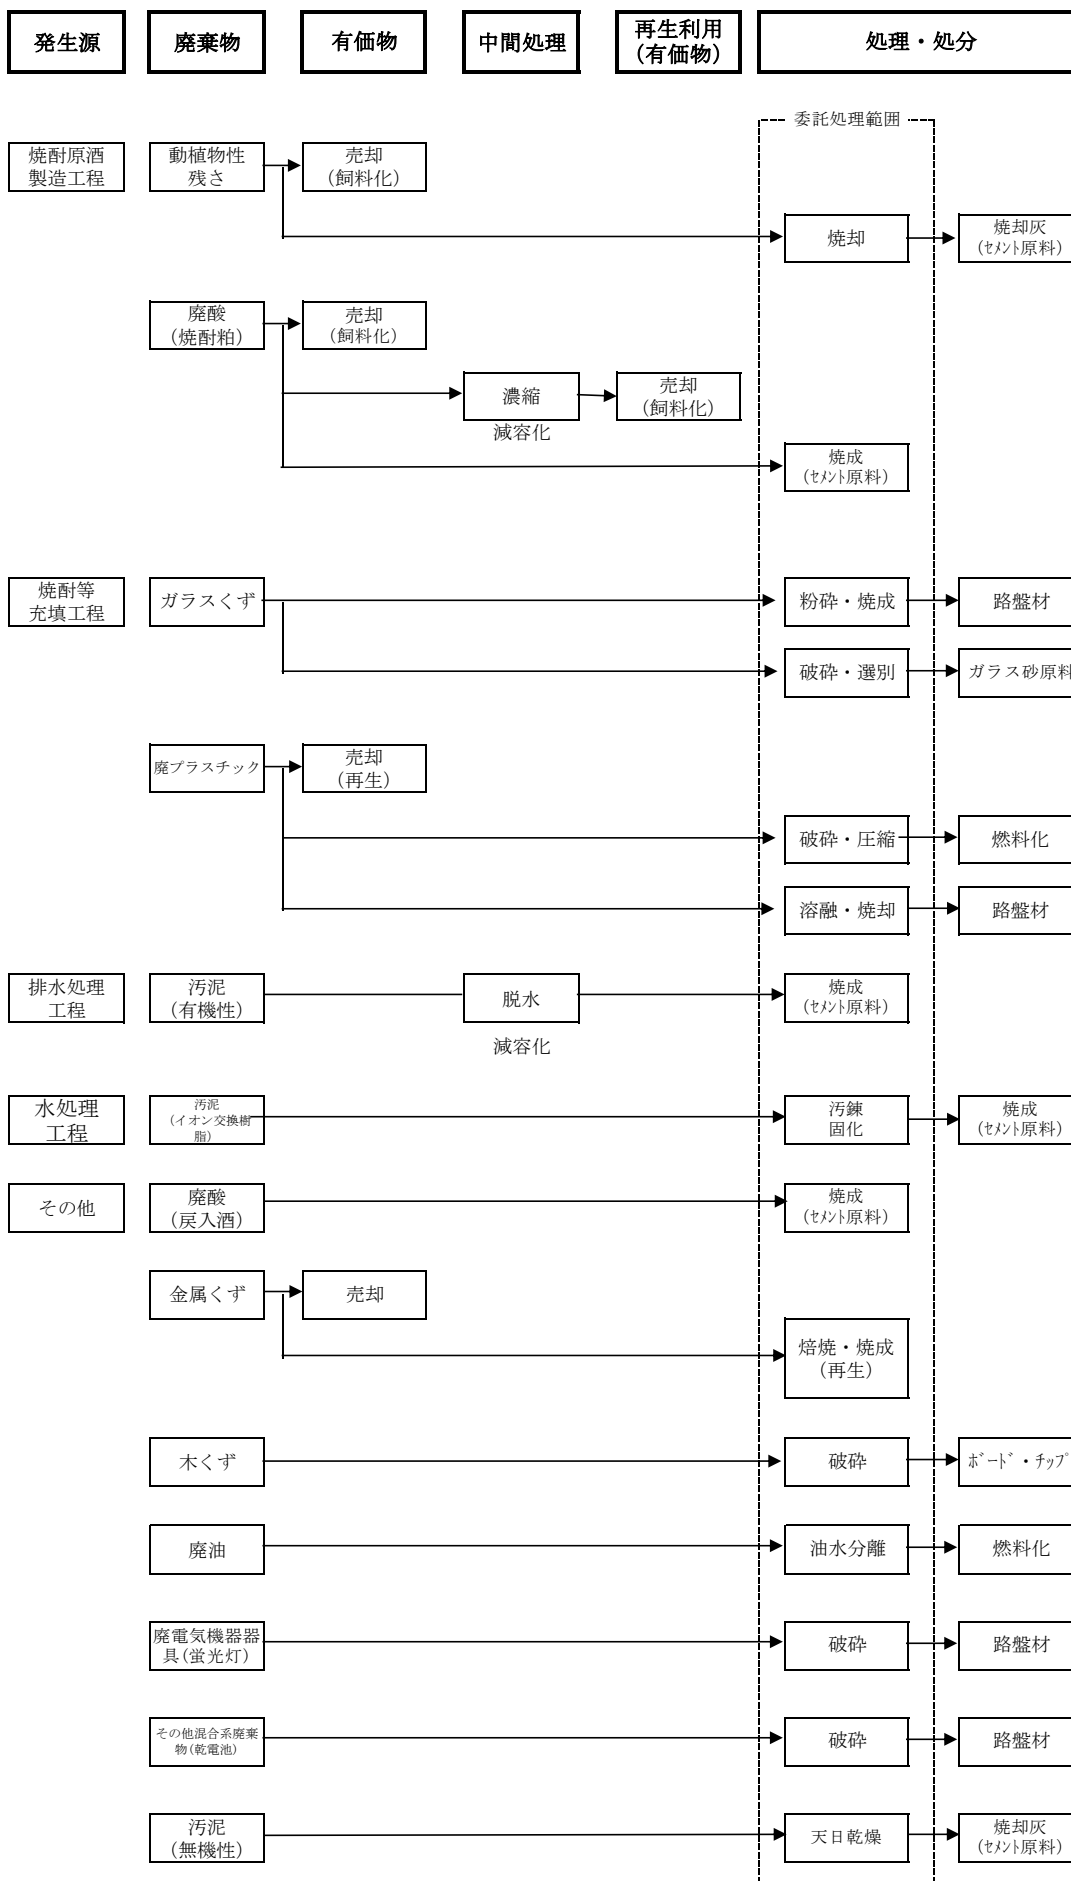 発生源
廃棄物
有価物
中間処理
再生利用
(有価物)
処理・処分
委託処理範囲
焼酎原酒
製造工程
動植物性
残さ
売却
(飼料化)
焼却
焼却灰
(ｾﾒﾝﾄ原料)
廃酸
(焼酎粕)
売却
(飼料化)
濃縮
減容化
売却
(飼料化)
焼成
(ｾﾒﾝﾄ原料)
焼酎等
充填工程
ガラスくず
粉砕・焼成
路盤材
破砕・選別
ガラス砂原料
廃プラスチック
売却
(再生)
破砕・圧縮
燃料化
溶融・焼却
路盤材
排水処理
工程
汚泥
(有機性)
脱水
減容化
焼成
(ｾﾒﾝﾄ原料)
水処理
工程
汚泥
(イオン交換樹
脂)
汚錬
固化
焼成
(ｾﾒﾝﾄ原料)
その他
廃酸
(戻入酒)
焼成
(ｾﾒﾝﾄ原料)
金属くず
売却
焙焼・焼成
(再生)
木くず
破砕
ﾎﾞｰﾄﾞ・ﾁｯﾌﾟ
廃油
油水分離
燃料化
廃電気機器器
具(蛍光灯)
破砕
路盤材
その他混合系廃棄
物(乾電池)
破砕
路盤材
汚泥
(無機性)
天日乾燥
焼却灰
(ｾﾒﾝﾄ原料)